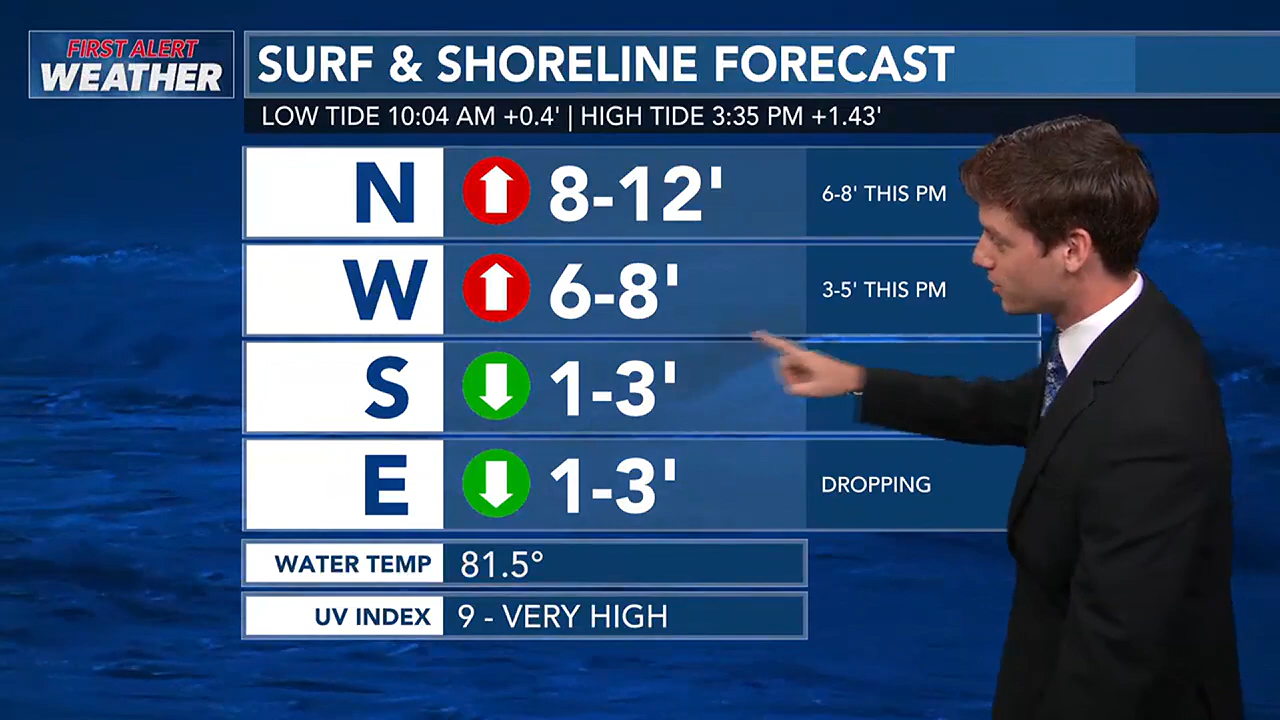 FIRST ALERT
WEATHER
SURF & SHORELINE FORECAST
LOW TIDE 10:04 AM +0.4' | HIGH TIDE 3:35 PM +1.43'
N 8-12' 6-8' THIS PM
W 6-8' 3-5' THIS PM
S 1-3'
E 1-3' DROPPING
WATER TEMP 81.5°
UV INDEX 9 - VERY HIGH